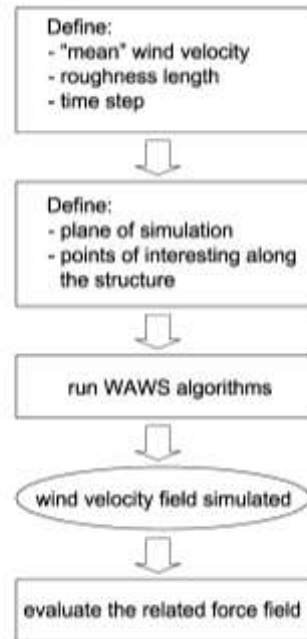 Define:
- "mean" wind velocity
- roughness length
- time step
Define:
- plane of simulation
- points of interesting along
the structure
run WAWS algorithms
wind velocity field simulated
evaluate the related force field